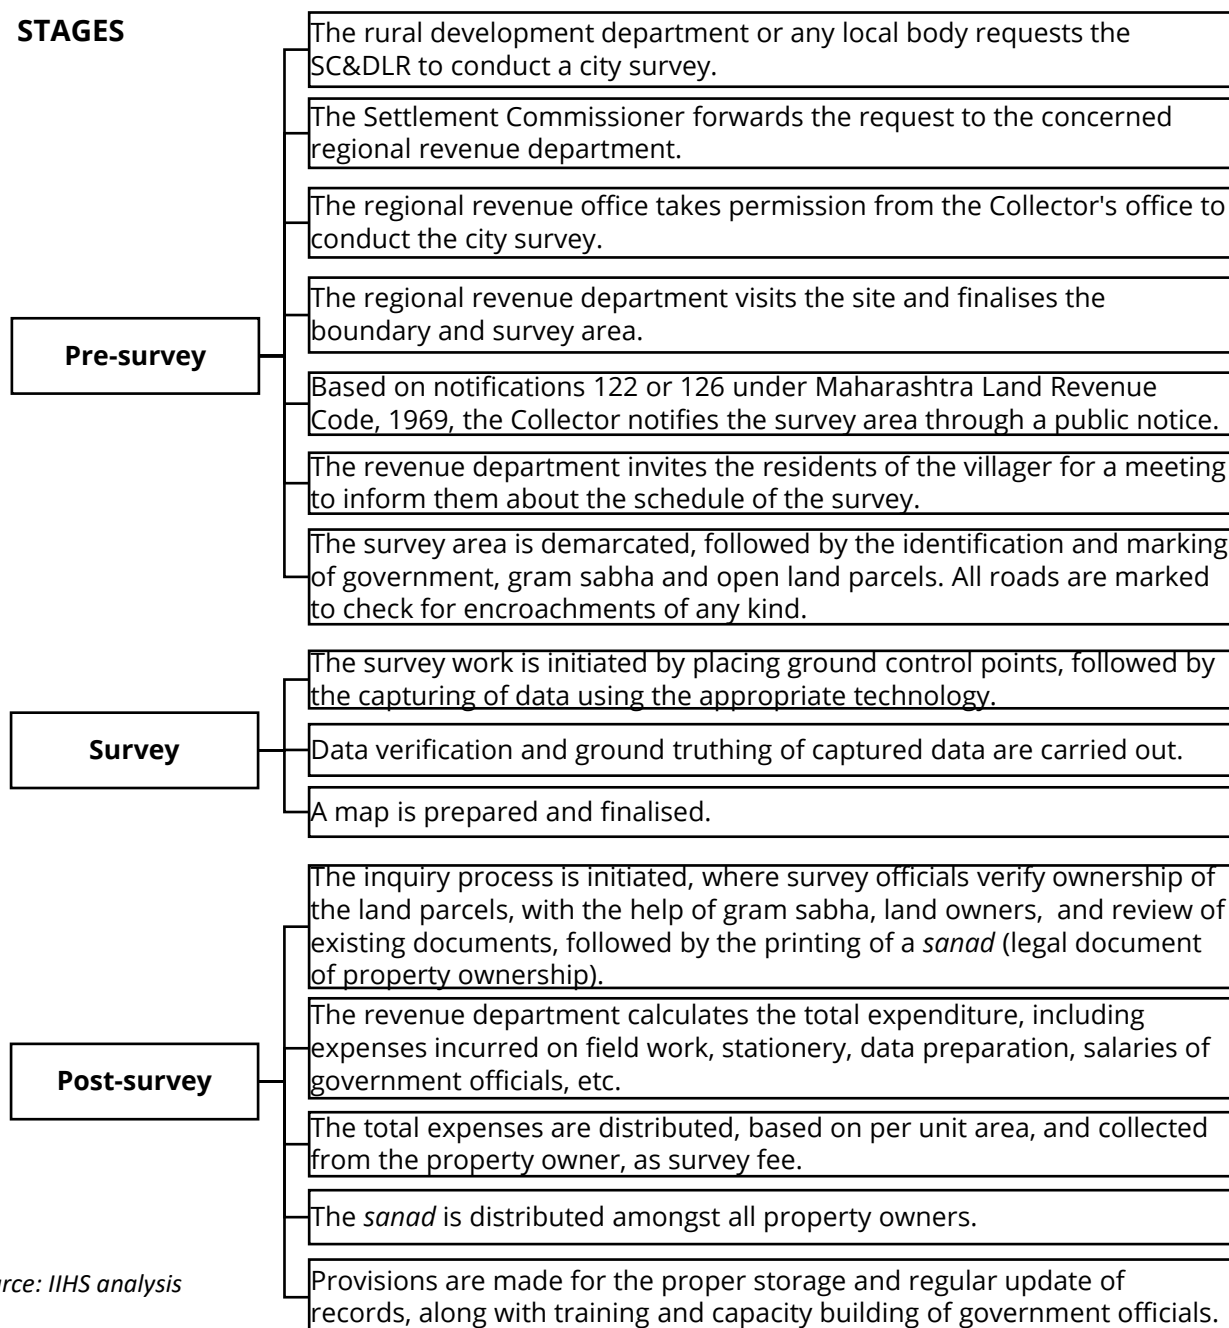 STAGES
The rural development department or any local body requests the
SC&DLR to conduct a city survey.
The Settlement Commissioner forwards the request to the concerned
regional revenue department.
The regional revenue office takes permission from the Collector's office to
conduct the city survey.
The regional revenue department visits the site and finalises the
boundary and survey area.
Pre-survey
Based on notifications 122 or 126 under Maharashtra Land Revenue
Code, 1969, the Collector notifies the survey area through a public notice.
The revenue department invites the residents of the villager for a meeting
to inform them about the schedule of the survey.
The survey area is demarcated, followed by the identification and marking
of government, gram sabha and open land parcels. All roads are marked
to check for encroachments of any kind.
The survey work is initiated by placing ground control points, followed by
the capturing of data using the appropriate technology.
Survey
Data verification and ground truthing of captured data are carried out.
A map is prepared and finalised.
The inquiry process is initiated, where survey officials verify ownership of
the land parcels, with the help of gram sabha, land owners, and review of
existing documents, followed by the printing of a sanad (legal document
of property ownership).
The revenue department calculates the total expenditure, including
expenses incurred on field work, stationery, data preparation, salaries of
government officials, etc.
Post-survey
The total expenses are distributed, based on per unit area, and collected
from the property owner, as survey fee.
The sanad is distributed amongst all property owners.
Provisions are made for the proper storage and regular update of
records, along with training and capacity building of government officials.
rce: IIHS analysis